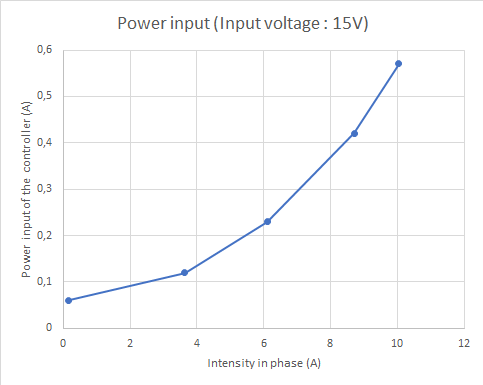 Power input (Input voltage : 15V)
0,6
0,5
0,4
0,3
0,2
0,1
0
Power input of the controller (A)
0 2 4 6 8 10 12
Intensity in phase (A)